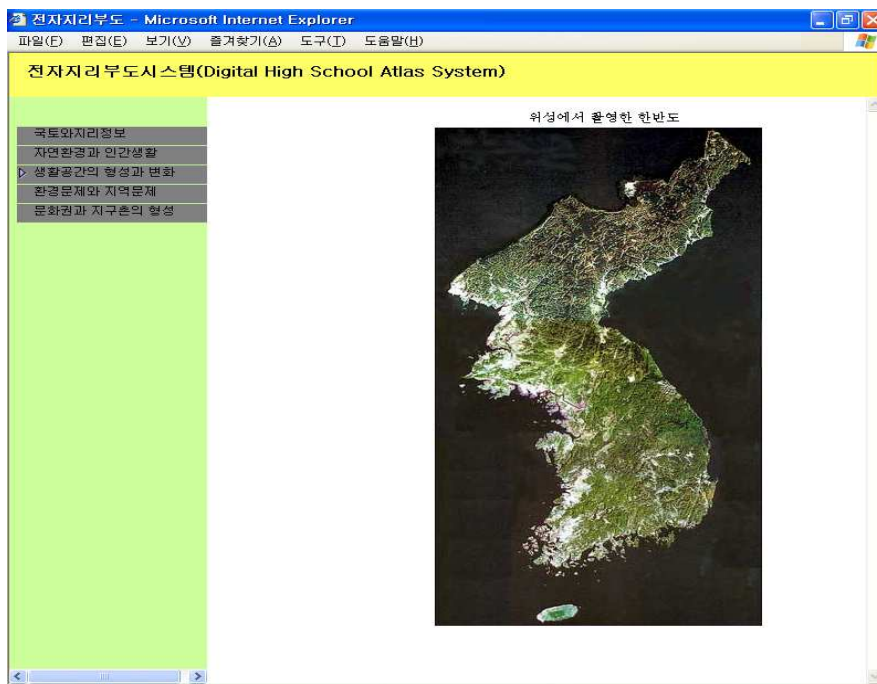 전자지리부도 - Microsoft Internet Explorer
파일(F) 편집(E) 보기(V) 즐겨찾기(A) 도구(T) 도움말(H)
전자지리부도시스템(Digital High School Atlas System)
국토와지리정보
자연환경과 인간생활
생활공간의 형성과 변화
환경문제와 지역문제
문화권과 지구촌의 형성
위성에서 촬영한 한반도